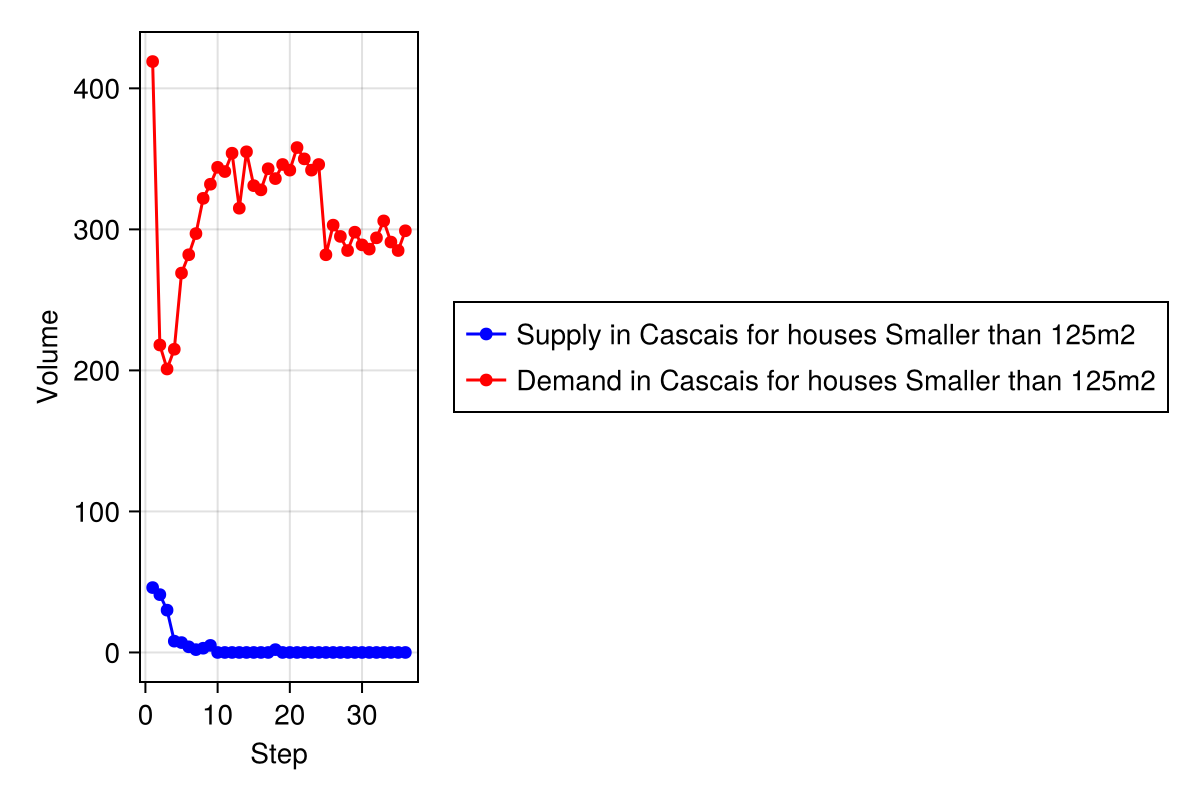 400
300
200
100
0
Volume
0 10 20 30
Step
Supply in Cascais for houses Smaller than 125m2
Demand in Cascais for houses Smaller than 125m2